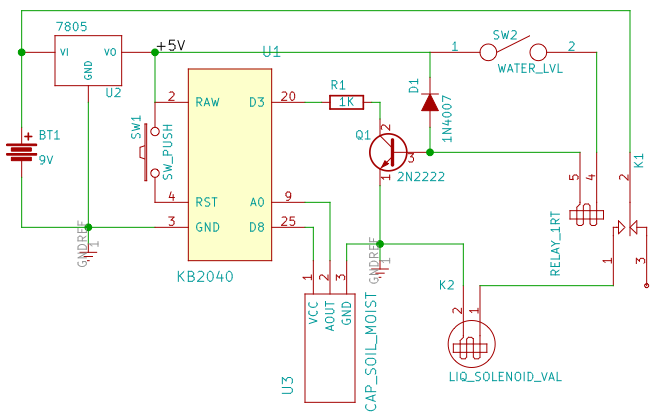 7805
VI
VO
GND
U2
+5V
U1
BT1
9V
GNDREF
1
SW1
SW_PUSH
2
RAW
D3
20
4
RST
A0
9
3
GND
D8
25
KB2040
R1
1K
D1
1N4007
Q1
2
3
1
2N2222
SW2
1
2
WATER_LVL
K1
5
4
2
RELAY_1RT
1
3
GNDREF
1
1
2
3
VCC
AOUT
GND
U3
CAP_SOIL_MOIST
K2
2
1
LIQ_SOLENOID_VAL